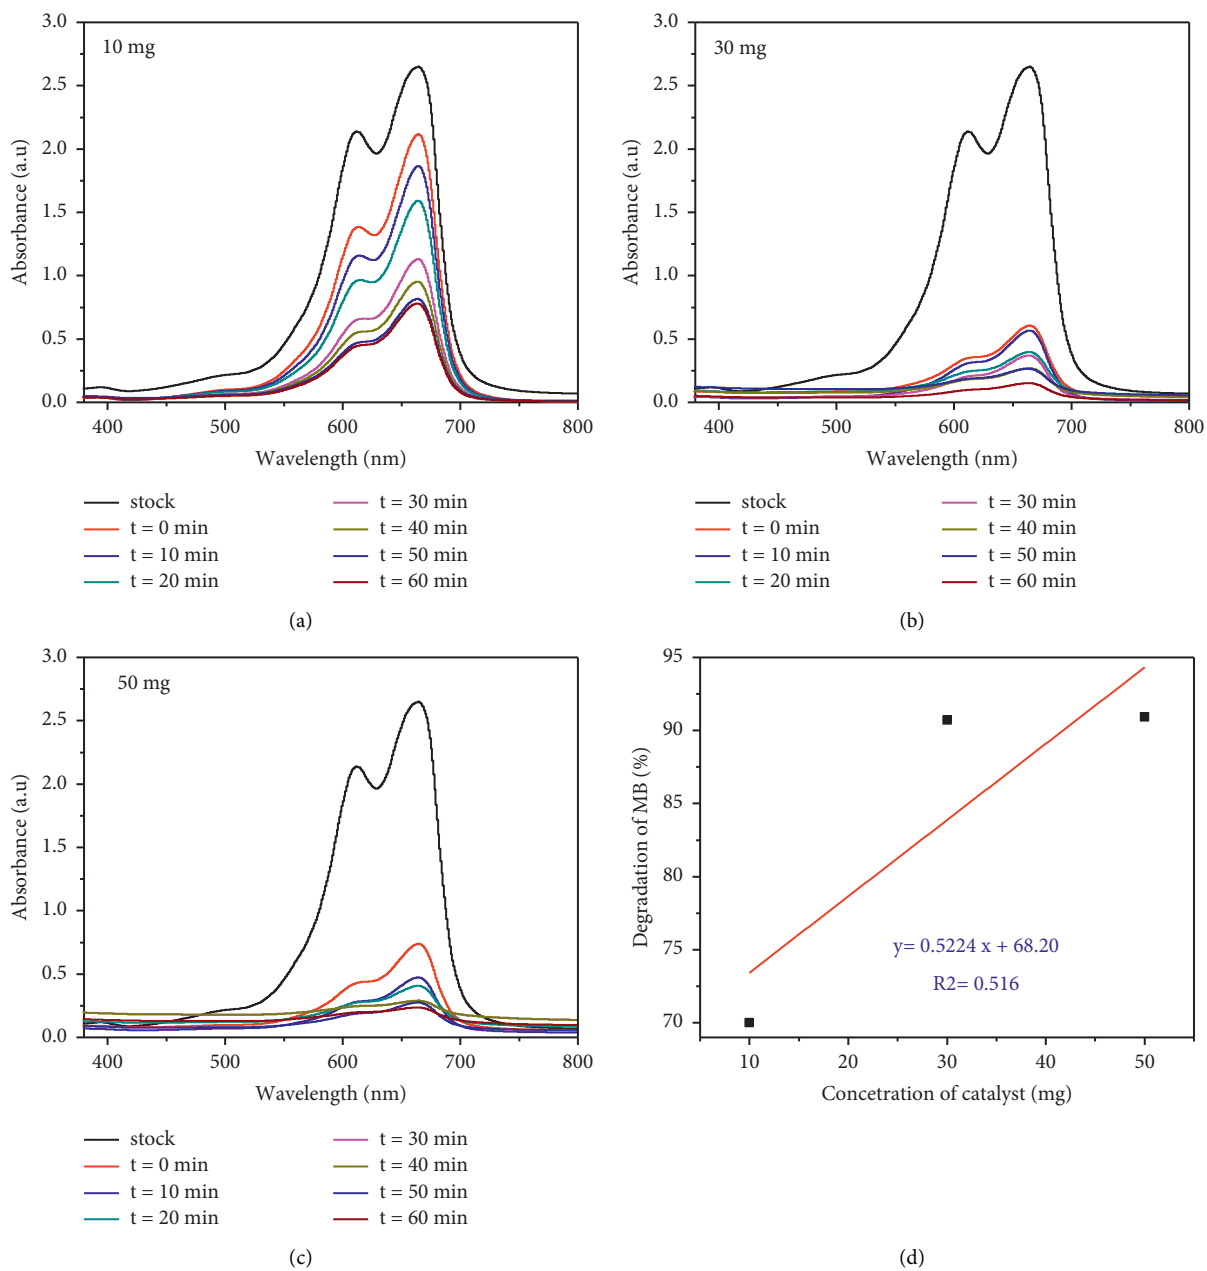 10 mg
3.0
2.5
2.0
1.5
1.0
0.5
0.0
Absorbance (a.u)
400 500 600 700 800
Wavelength (nm)
stock
t = 0 min
t = 10 min
t = 20 min
t = 30 min
t = 40 min
t = 50 min
t = 60 min
(a)
30 mg
3.0
2.5
2.0
1.5
1.0
0.5
0.0
Absorbance (a.u)
400 500 600 700 800
Wavelength (nm)
stock
t = 0 min
t = 10 min
t = 20 min
t = 30 min
t = 40 min
t = 50 min
t = 60 min
(b)
50 mg
3.0
2.5
2.0
1.5
1.0
0.5
0.0
Absorbance (a.u)
400 500 600 700 800
Wavelength (nm)
stock
t = 0 min
t = 10 min
t = 20 min
t = 30 min
t = 40 min
t = 50 min
t = 60 min
(c)
95
90
85
80
75
70
Degradation of MB (%)
y= 0.5224 x + 68.20
R2= 0.516
10 20 30 40 50
Concetration of catalyst (mg)
(d)